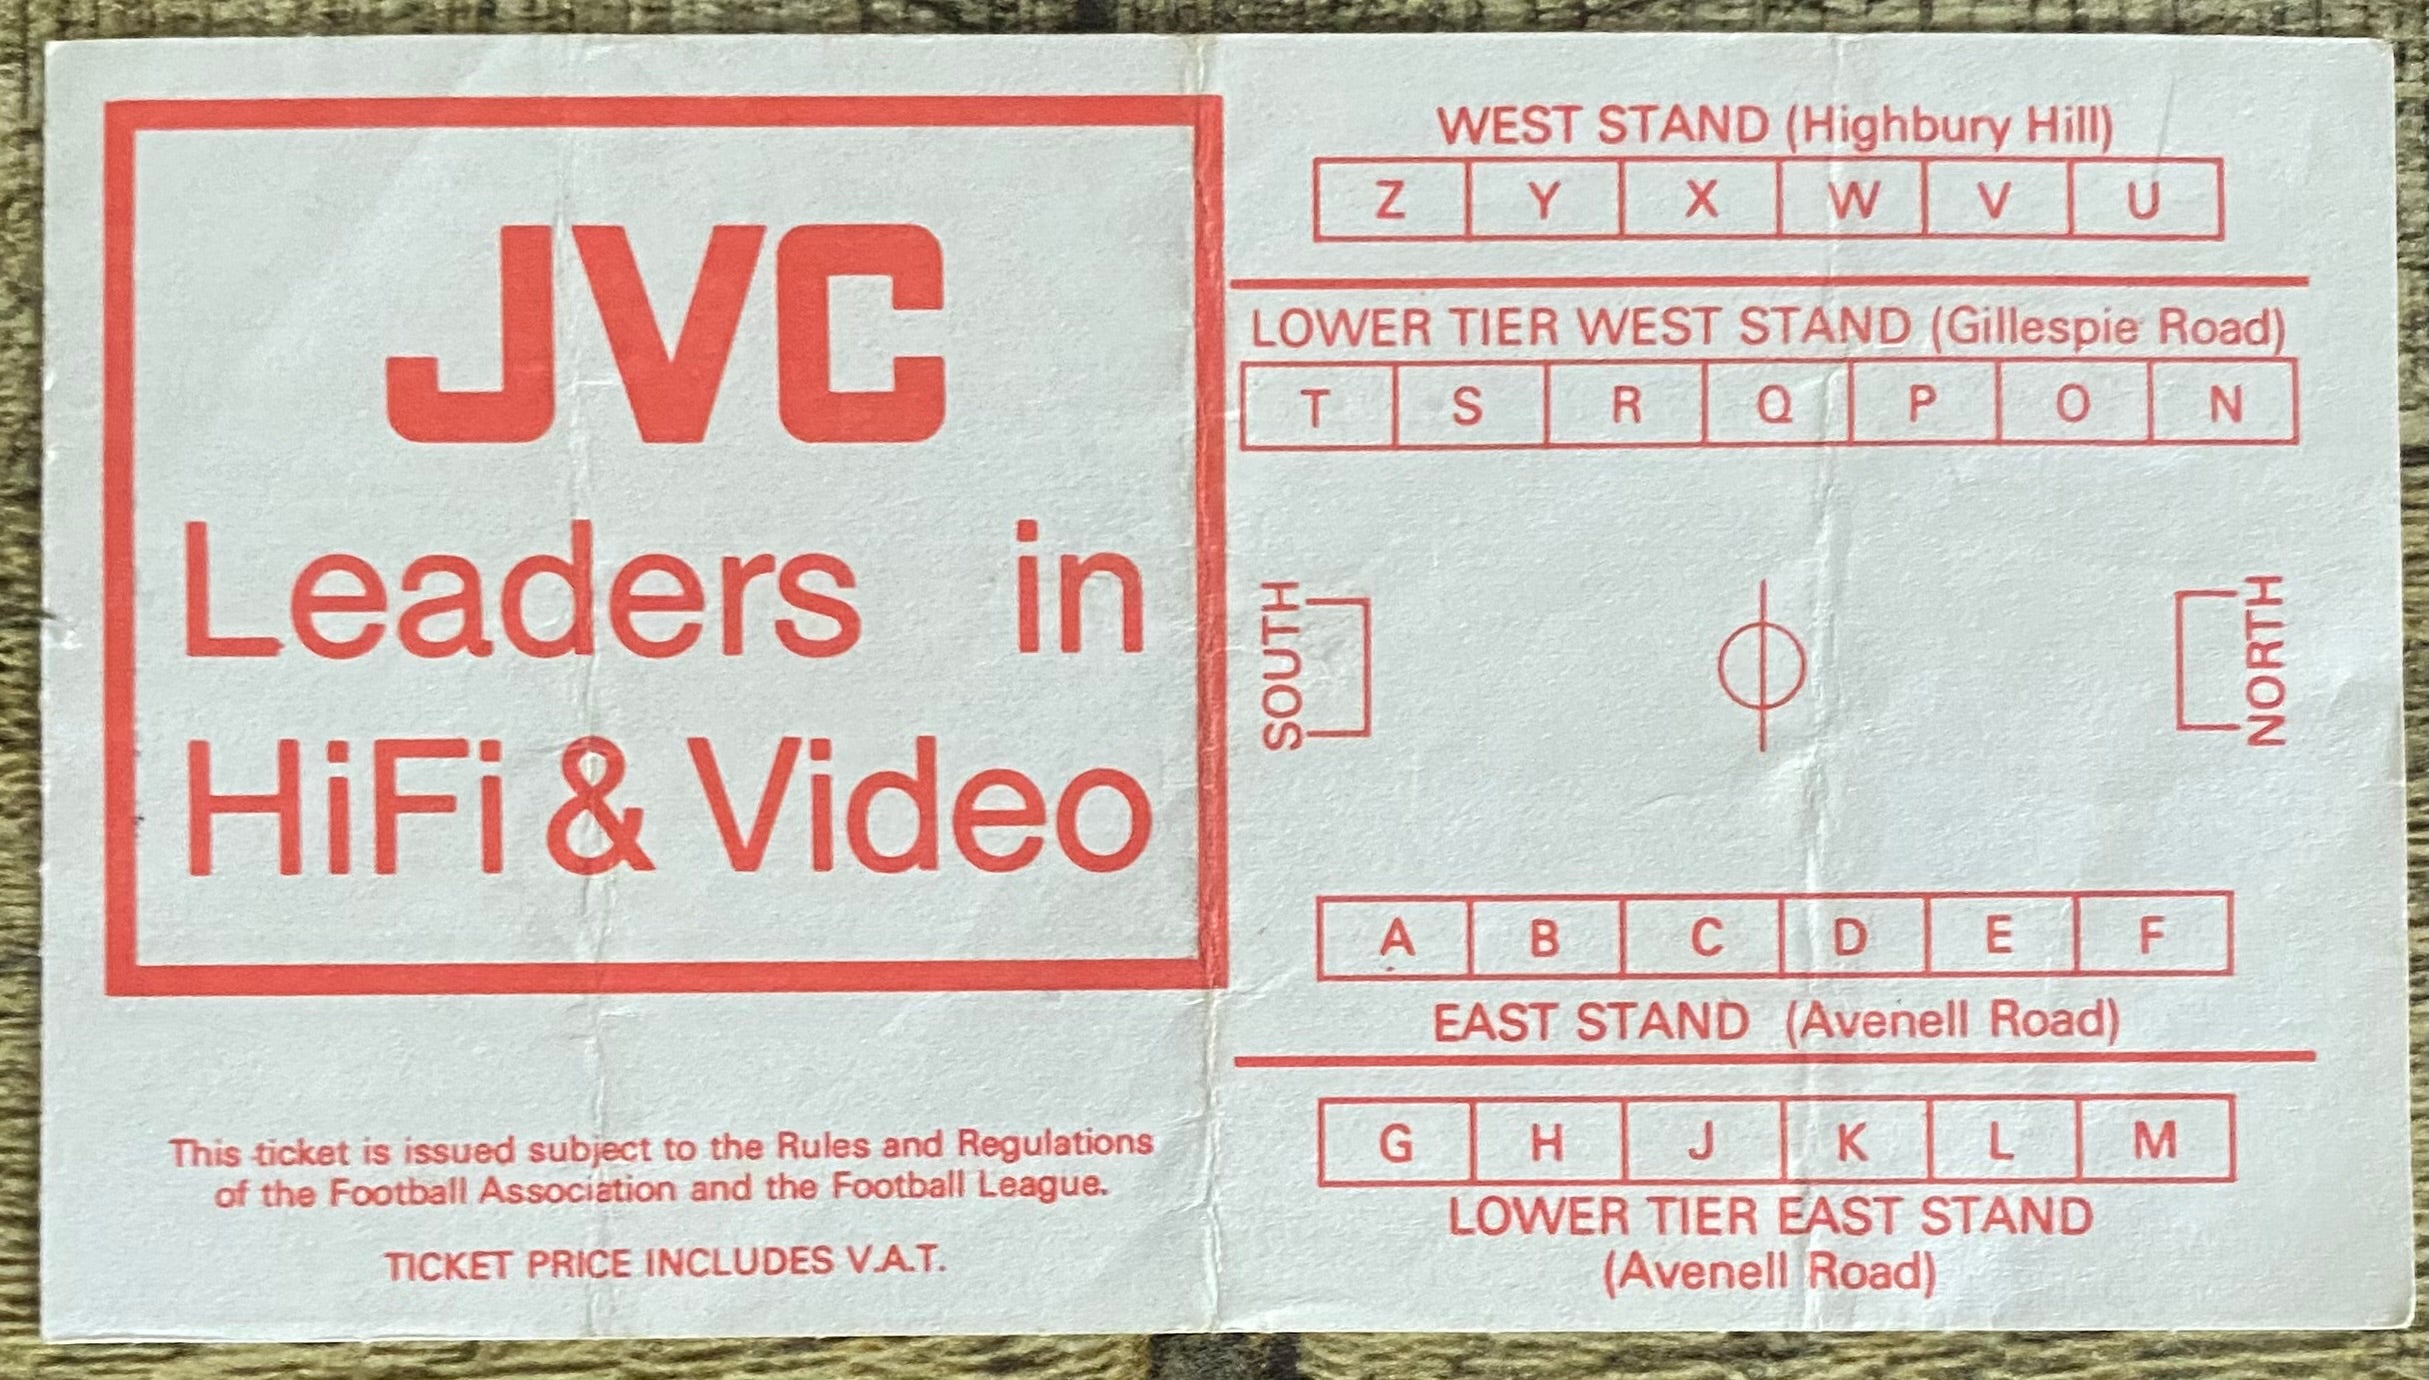 JVC
Leaders in
HiFi & Video
This ticket is issued subject to the Rules and Regulations
of the Football Association and the Football League.
TICKET PRICE INCLUDES V.A.T.
WEST STAND (Highbury Hill)
Z Y X W V U
LOWER TIER WEST STAND (Gillespie Road)
T S R Q P O N
SOUTH
NORTH
A B C D E F
EAST STAND (Avenell Road)
G H J K L M
LOWER TIER EAST STAND
(Avenell Road)